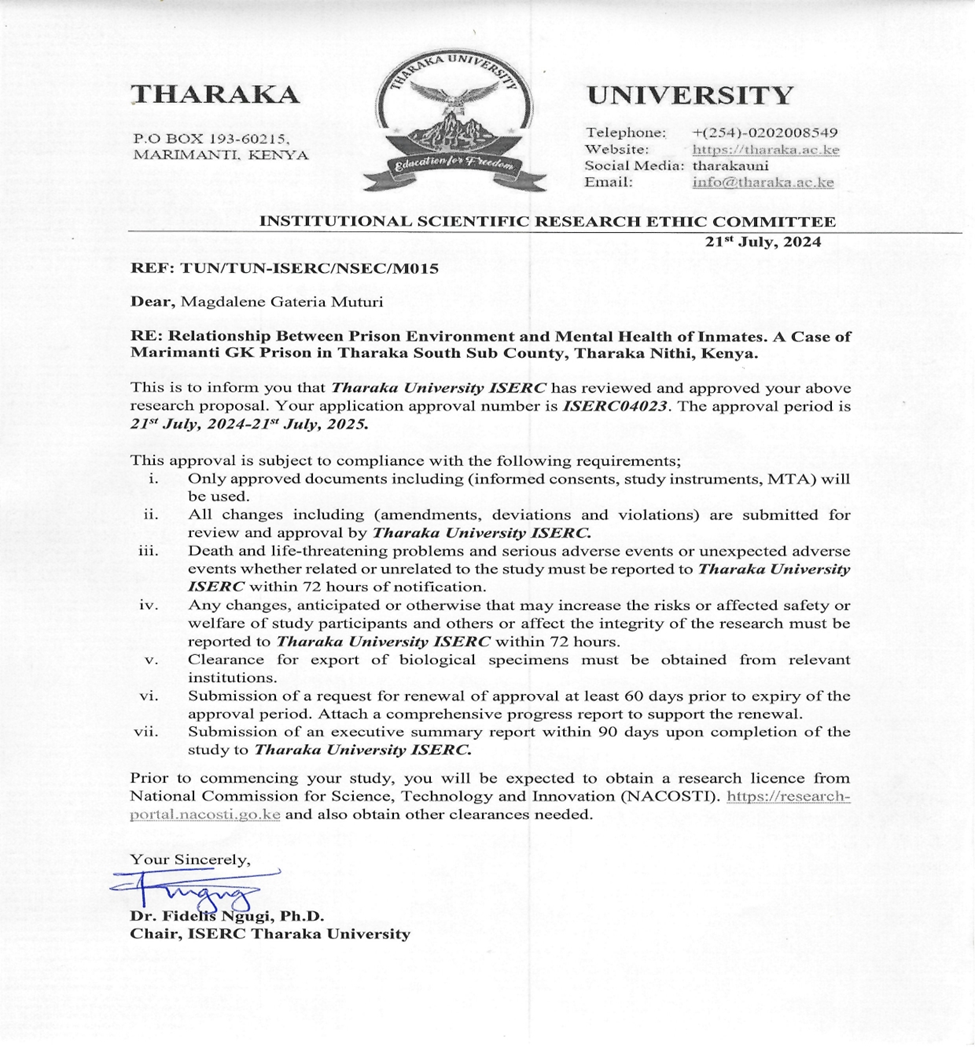 THARAKA UNIVERSITY
THARAKA UNIVERSITY
Education for Freedom
P.O BOX 193-60215,
MARIMANTI, KENYA
Telephone: +(254)-0202008549
Website: https://tharaka.ac.ke
Social Media: tharakauni
Email: info@tharaka.ac.ke
INSTITUTIONAL SCIENTIFIC RESEARCH ETHIC COMMITTEE
21st July, 2024
REF: TUN/TUN-ISERC/NSEC/M015
Dear, Magdalene Gateria Muturi
RE: Relationship Between Prison Environment and Mental Health of Inmates. A Case of
Marimanti GK Prison in Tharaka South Sub County, Tharaka Nithi, Kenya.
This is to inform you that Tharaka University ISERC has reviewed and approved your above
research proposal. Your application approval number is ISERC04023. The approval period is
21st July, 2024-21st July, 2025.
This approval is subject to compliance with the following requirements;
i. Only approved documents including (informed consents, study instruments, MTA) will
be used.
ii. All changes including (amendments, deviations and violations) are submitted for
review and approval by Tharaka University ISERC.
iii. Death and life-threatening problems and serious adverse events or unexpected adverse
events whether related or unrelated to the study must be reported to Tharaka University
ISERC within 72 hours of notification.
iv. Any changes, anticipated or otherwise that may increase the risks or affected safety or
welfare of study participants and others or affect the integrity of the research must be
reported to Tharaka University ISERC within 72 hours.
v. Clearance for export of biological specimens must be obtained from relevant
institutions.
vi. Submission of a request for renewal of approval at least 60 days prior to expiry of the
approval period. Attach a comprehensive progress report to support the renewal.
vii. Submission of an executive summary report within 90 days upon completion of the
study to Tharaka University ISERC.
Prior to commencing your study, you will be expected to obtain a research licence from
National Commission for Science, Technology and Innovation (NACOSTI). https://research-
portal.nacosti.go.ke and also obtain other clearances needed.
Your Sincerely,
Dr. Fidelis Ngugi, Ph.D.
Chair, ISERC Tharaka University